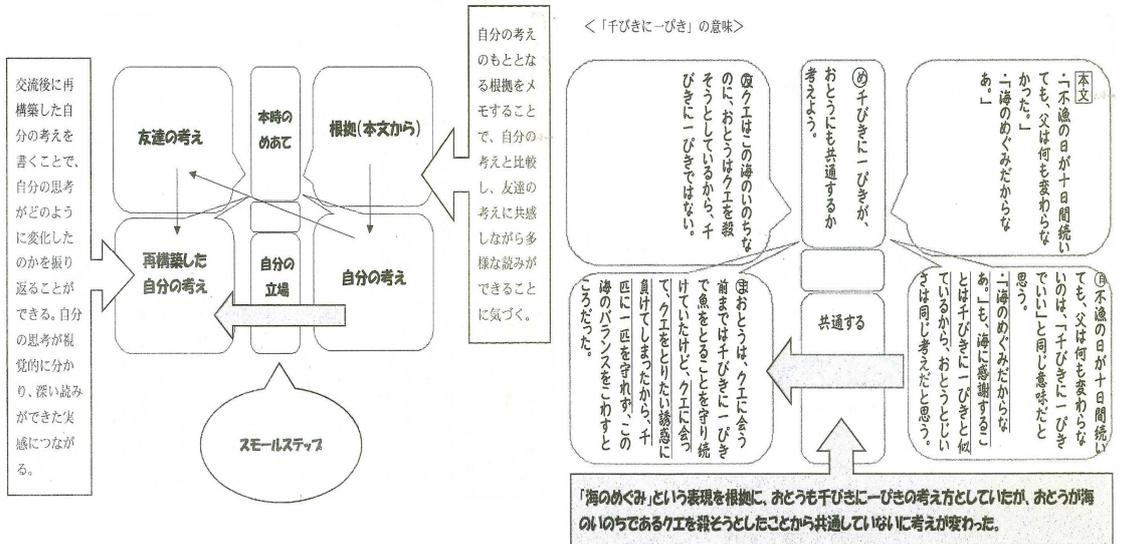 自分の考え
のもととな
る根拠をメ
モすること
で、自分の
考えと比較
し、友達の
考えに共感
しながら多
様な読みが
できること
に気づく。
根拠（本文から）
本時の
めあて
友達の考え
自分の考え
自分の
立場
再構築した
自分の考え
スモールステップ
交流後に再
構築した自
分の考えを
書くことで、
自分の思考
がどのよう
に変化した
のかを振り
返ることが
できる。自分
の思考が視
覚的に分か
り、深い読み
ができた実
感につなが
る。
＜「千びきに一ぴき」の意味＞
本文
・「不漁の日が十日間続い
ても、父は何も変わらな
かった。」
・「海のめぐみだからな
あ。」
め千びきに一ぴきが、
おとうにも共通するか
考えよう。
友クエはこの海のいのちな
のに、おとうはクエを殺
そうとしているから、千
びきに一ぴきではない。
自不漁の日が十日間続い
ても、父は何も変わらな
いのは、「千びきに一ぴき
でいい」と同じ意味だと
思う。
・「海のめぐみだからな
あ。」も、海に感謝するこ
とは千びきに一ぴきと似
ているから、おとうとじい
さは同じ考えだと思う。
共通する
まおとうは、クエに会う
前までは千びきに一ぴき
で魚をとることを守り続
けていたけど、クエに会っ
て、クエをとりたい誘惑に
負けてしまったから、千
匹に一匹を守れず、この
海のバランスをこわすと
ころだった。
「海のめぐみ」という表現を根拠に、おとうも千びきに一ぴきの考え方としていたが、おとうが海
のいのちであるクエを殺そうとしたことから共通していないに考えが変わった。